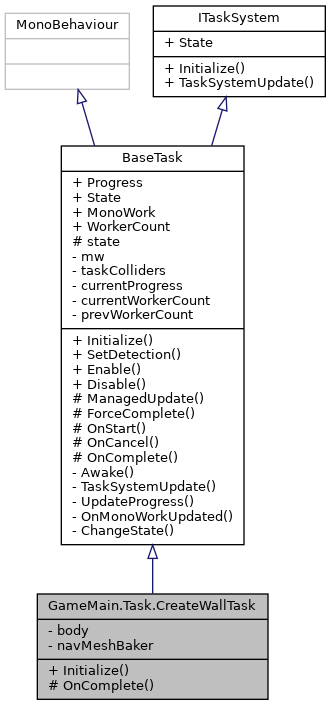 MonoBehaviour
ITaskSystem
+ State
+ Initialize()
+ TaskSystemUpdate()
BaseTask
+ Progress
+ State
+ MonoWork
+ WorkerCount
# state
- mw
- taskColliders
- currentProgress
- currentWorkerCount
- prevWorkerCount
+ Initialize()
+ SetDetection()
+ Enable()
+ Disable()
# ManagedUpdate()
# ForceComplete()
# OnStart()
# OnCancel()
# OnComplete()
- Awake()
- TaskSystemUpdate()
- UpdateProgress()
- OnMonoWorkUpdated()
- ChangeState()
GameMain.Task.CreateWallTask
- body
- navMeshBaker
+ Initialize()
# OnComplete()